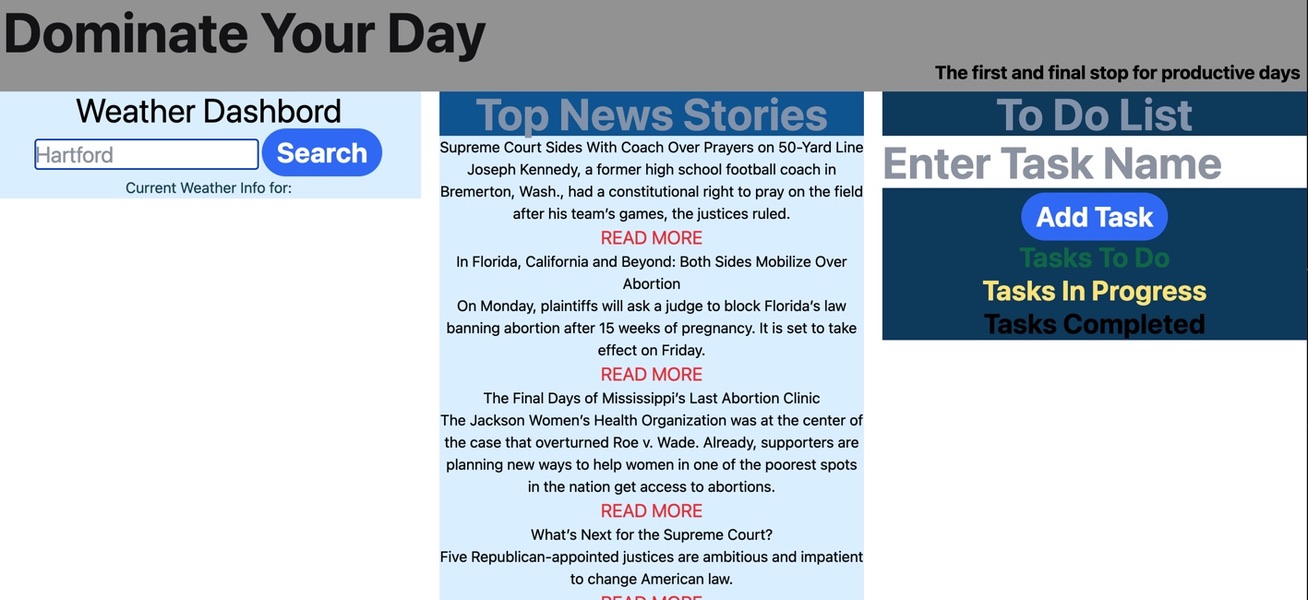 Dominate Your Day
The first and final stop for productive days
Weather Dashbord
Hartford
Search
Current Weather Info for:
Top News Stories
Supreme Court Sides With Coach Over Prayers on 50-Yard Line
Joseph Kennedy, a former high school football coach in
Bremerton, Wash., had a constitutional right to pray on the field
after his team’s games, the justices ruled.
READ MORE
In Florida, California and Beyond: Both Sides Mobilize Over
Abortion
On Monday, plaintiffs will ask a judge to block Florida’s law
banning abortion after 15 weeks of pregnancy. It is set to take
effect on Friday.
READ MORE
The Final Days of Mississippi’s Last Abortion Clinic
The Jackson Women’s Health Organization was at the center of
the case that overturned Roe v. Wade. Already, supporters are
planning new ways to help women in one of the poorest spots
in the nation get access to abortions.
READ MORE
What’s Next for the Supreme Court?
Five Republican-appointed justices are ambitious and impatient
to change American law.
READ MORE
To Do List
Enter Task Name
Add Task
Tasks To Do
Tasks In Progress
Tasks Completed